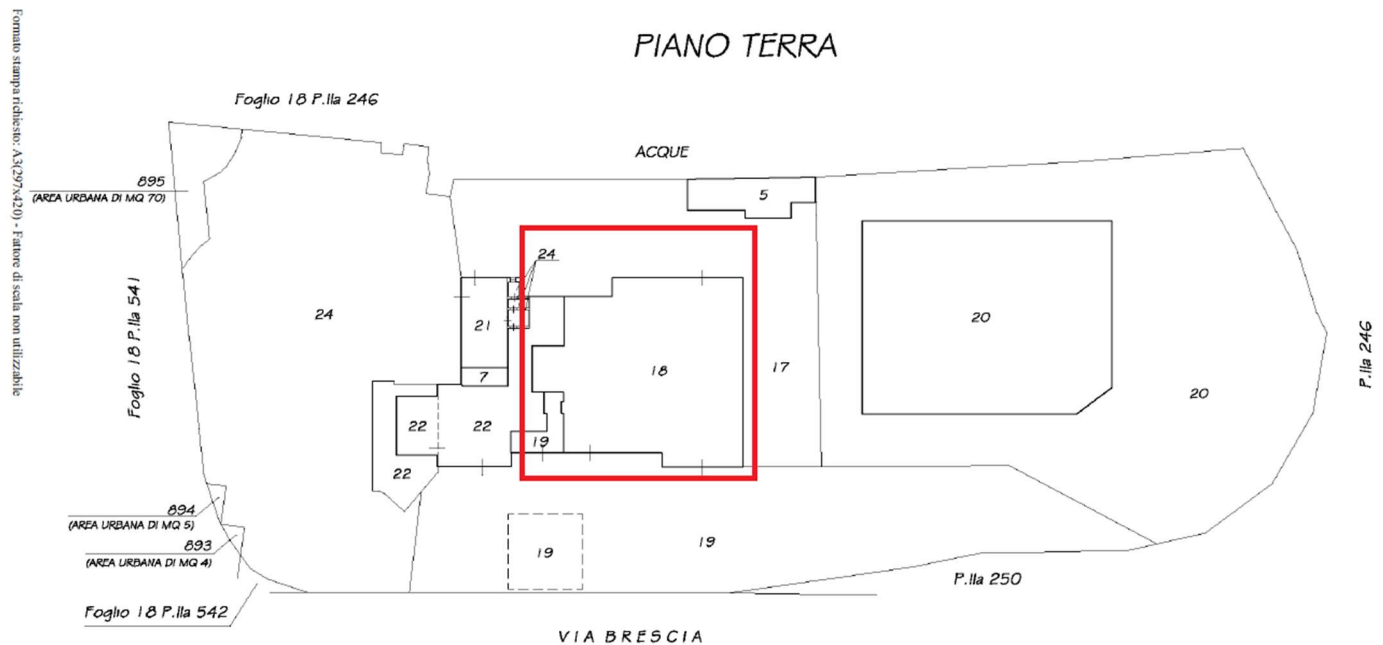 Formato stampa richiesto: A3(297x420) - Fattore di scala non utilizzabile
PIANO TERRA
Foglio 18 P.lla 246
ACQUE
895
(AREA URBANA DI MQ 70)
5
24
Foglio 18 P.lla 541
24
21
20
P.lla 246
7
18
17
20
22
22
19
22
894
(AREA URBANA DI MQ 5)
893
(AREA URBANA DI MQ 4)
19
19
P.lla 250
Foglio 18 P.lla 542
VIA BRESCIA